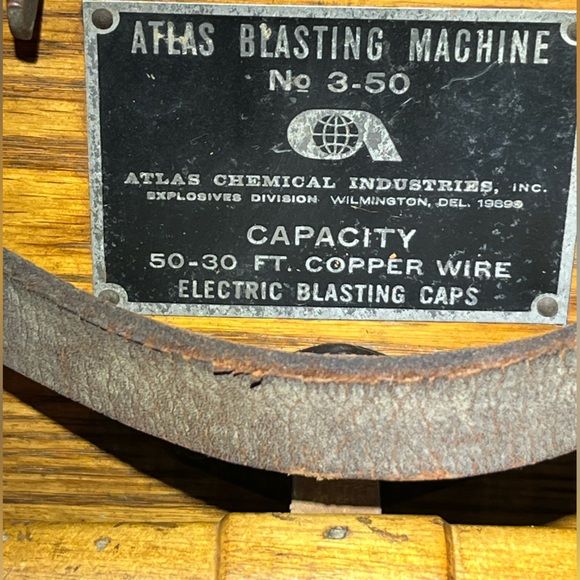 ATLAS BLASTING MACHINE
No 3-50
ATLAS CHEMICAL INDUSTRIES, INC.
EXPLOSIVES DIVISION WILMINGTON, DEL. 19899
CAPACITY
50-30 FT. COPPER WIRE
ELECTRIC BLASTING CAPS